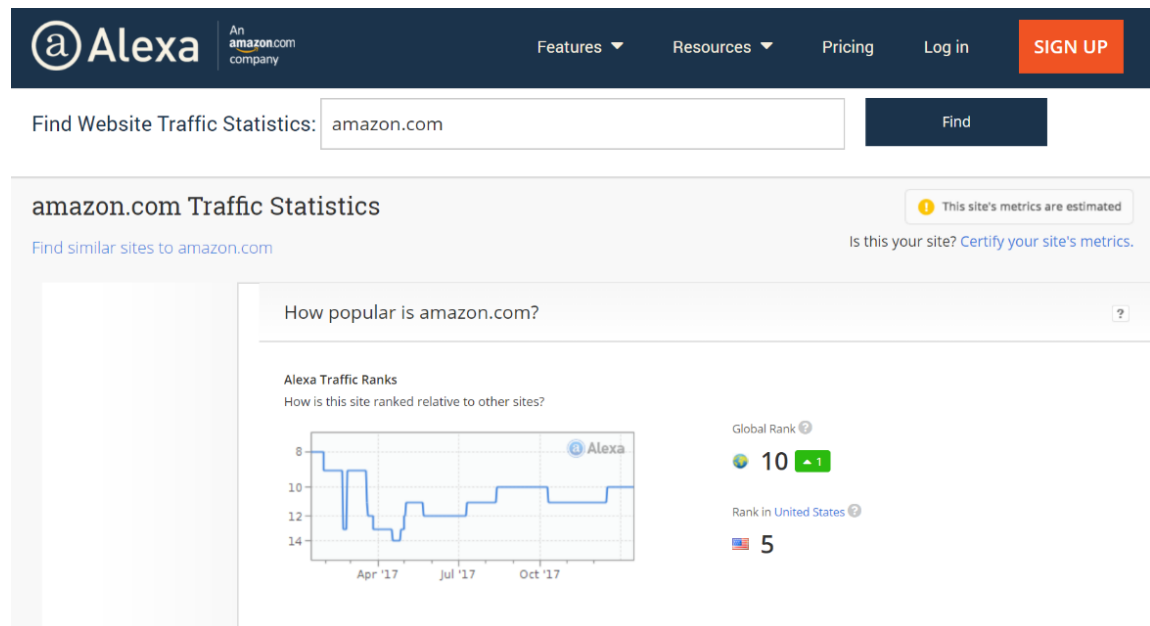 a Alexa An
amazon.com
company
Features Resources Pricing Log in SIGN UP
Find Website Traffic Statistics: amazon.com Find
amazon.com Traffic Statistics
! This site's metrics are estimated
Find similar sites to amazon.com
Is this your site? Certify your site's metrics.
How popular is amazon.com? ?
Alexa Traffic Ranks
How is this site ranked relative to other sites?
a Alexa
8
10
12
14
Apr '17 Jul '17 Oct '17
Global Rank ?
10 1
Rank in United States ?
5